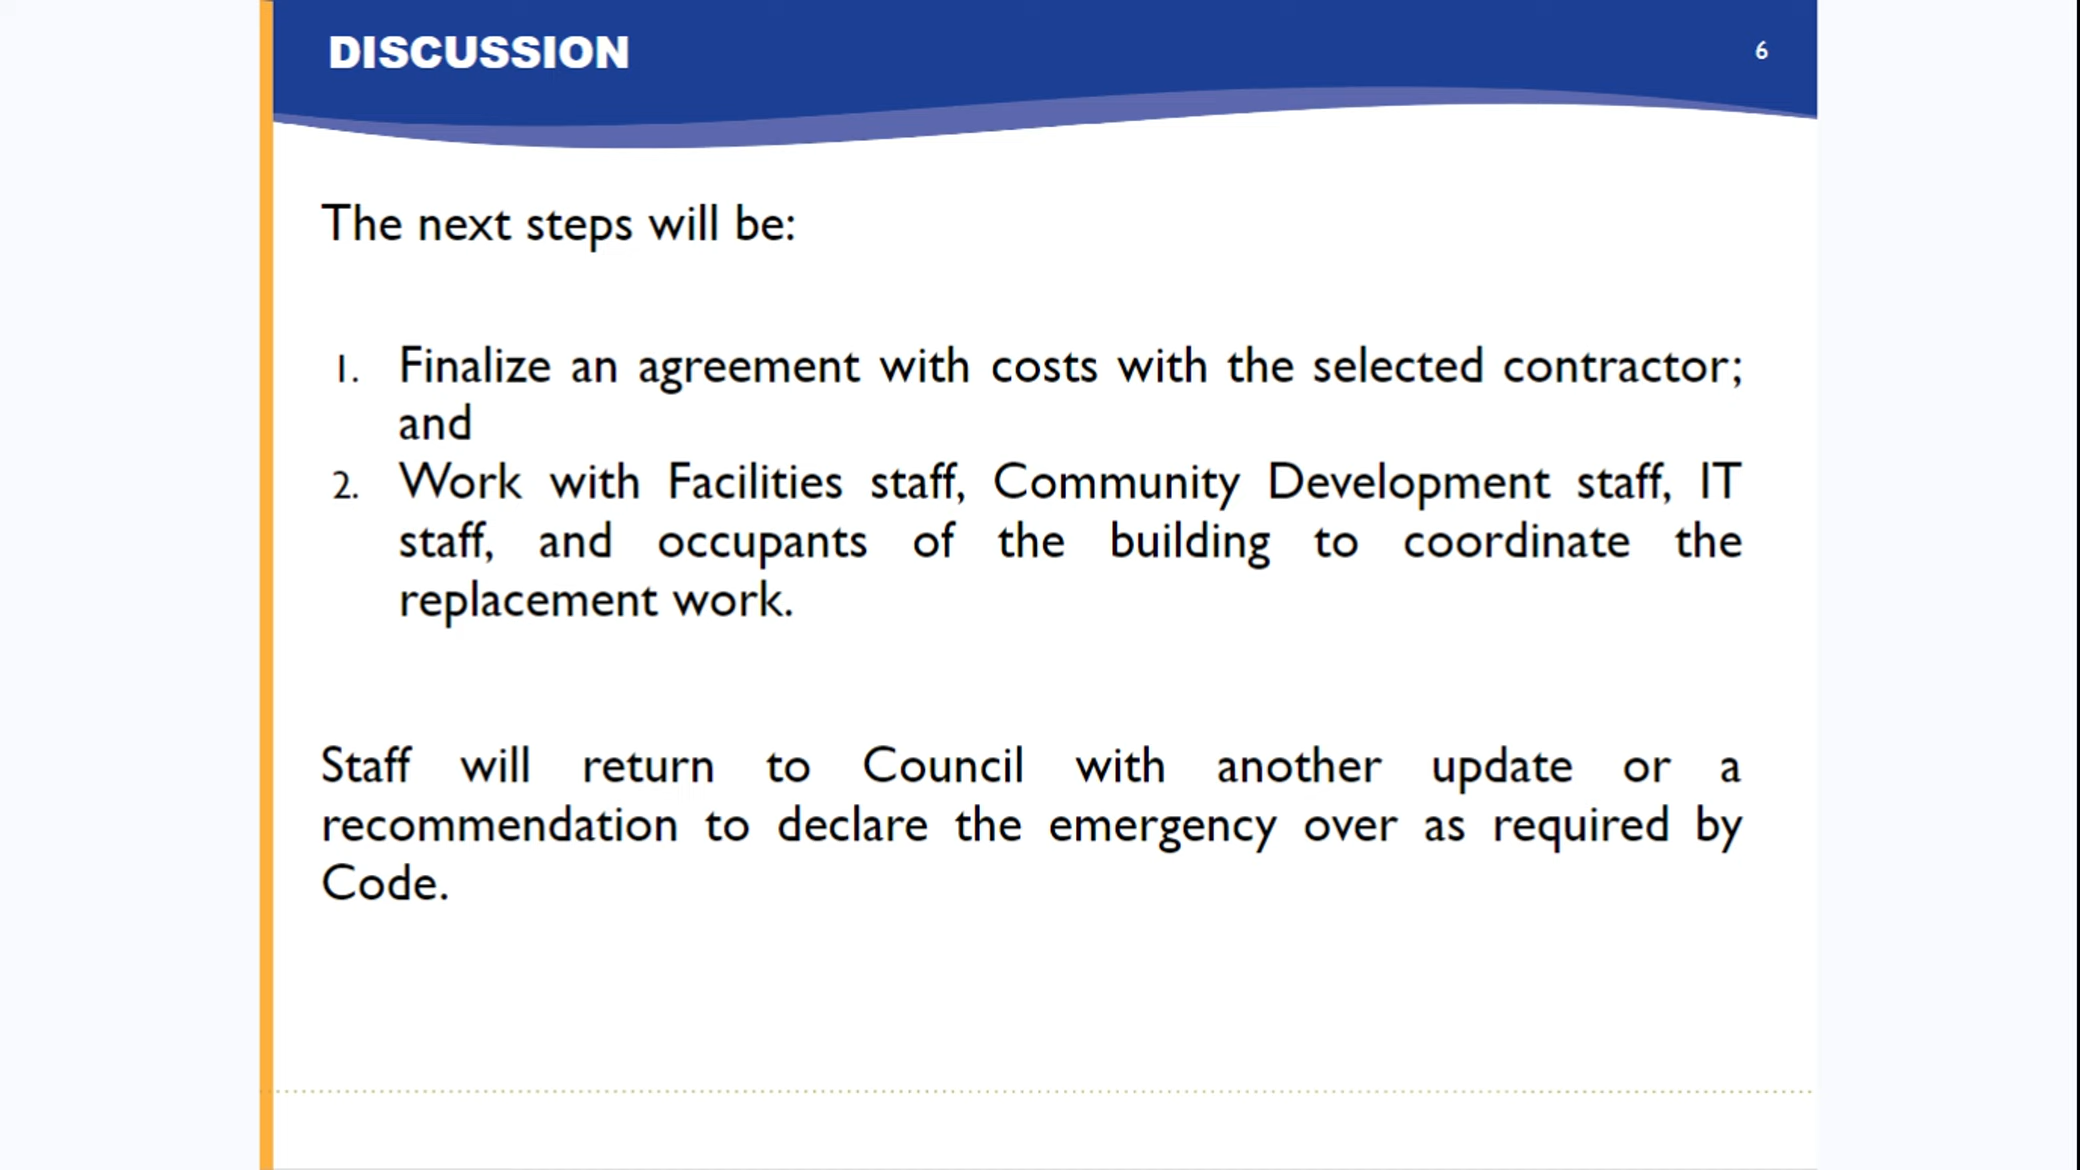 DISCUSSION
6
The next steps will be:
1. Finalize an agreement with costs with the selected contractor;
and
2. Work with Facilities staff, Community Development staff, IT
staff, and occupants of the building to coordinate the
replacement work.
Staff will return to Council with another update or a
recommendation to declare the emergency over as required by
Code.